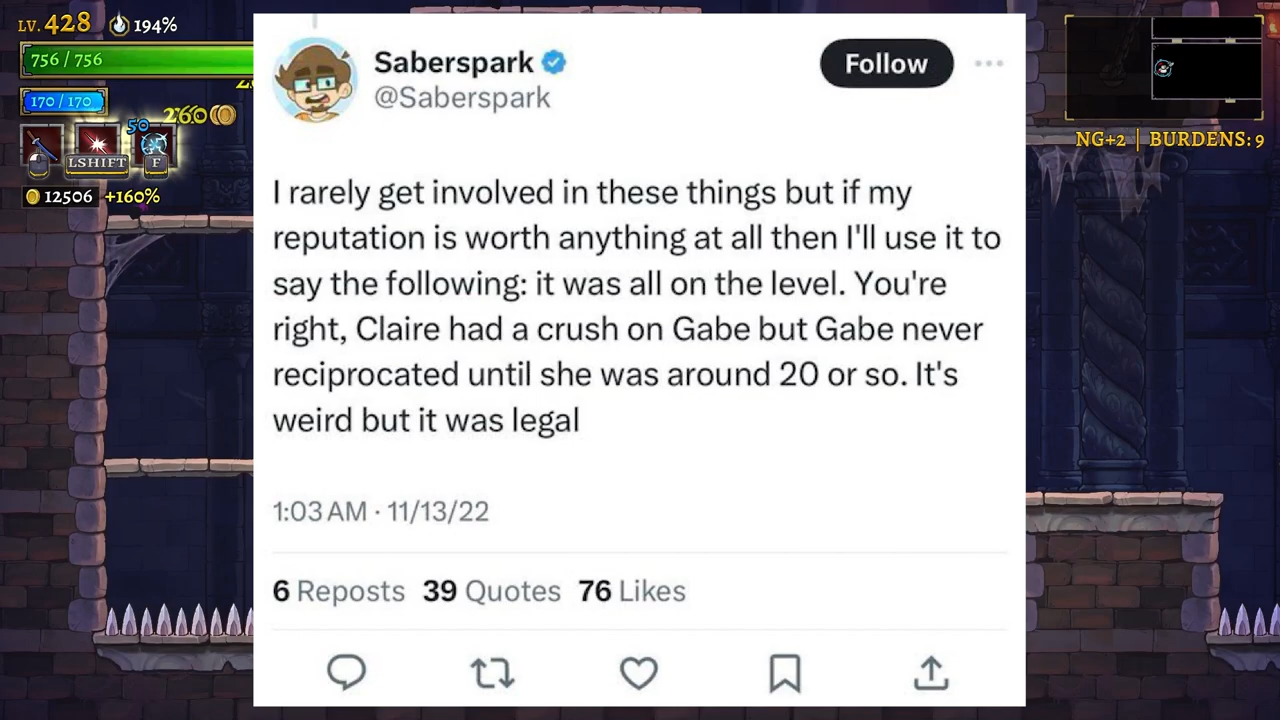 LV. 428 194%
756 / 756
170 / 170
260
50
LSHIFT F
12506 +160%
NG+2 | BURDENS: 9
Saberspark
@Saberspark
Follow
I rarely get involved in these things but if my
reputation is worth anything at all then I'll use it to
say the following: it was all on the level. You're
right, Claire had a crush on Gabe but Gabe never
reciprocated until she was around 20 or so. It's
weird but it was legal
1:03 AM · 11/13/22
6 Reposts 39 Quotes 76 Likes